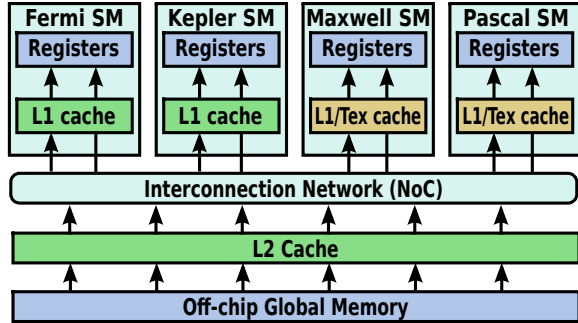 Fermi SM
Kepler SM
Maxwell SM
Pascal SM
Registers
Registers
Registers
Registers
L1 cache
L1 cache
L1/Tex cache
L1/Tex cache
Interconnection Network (NoC)
L2 Cache
Off-chip Global Memory